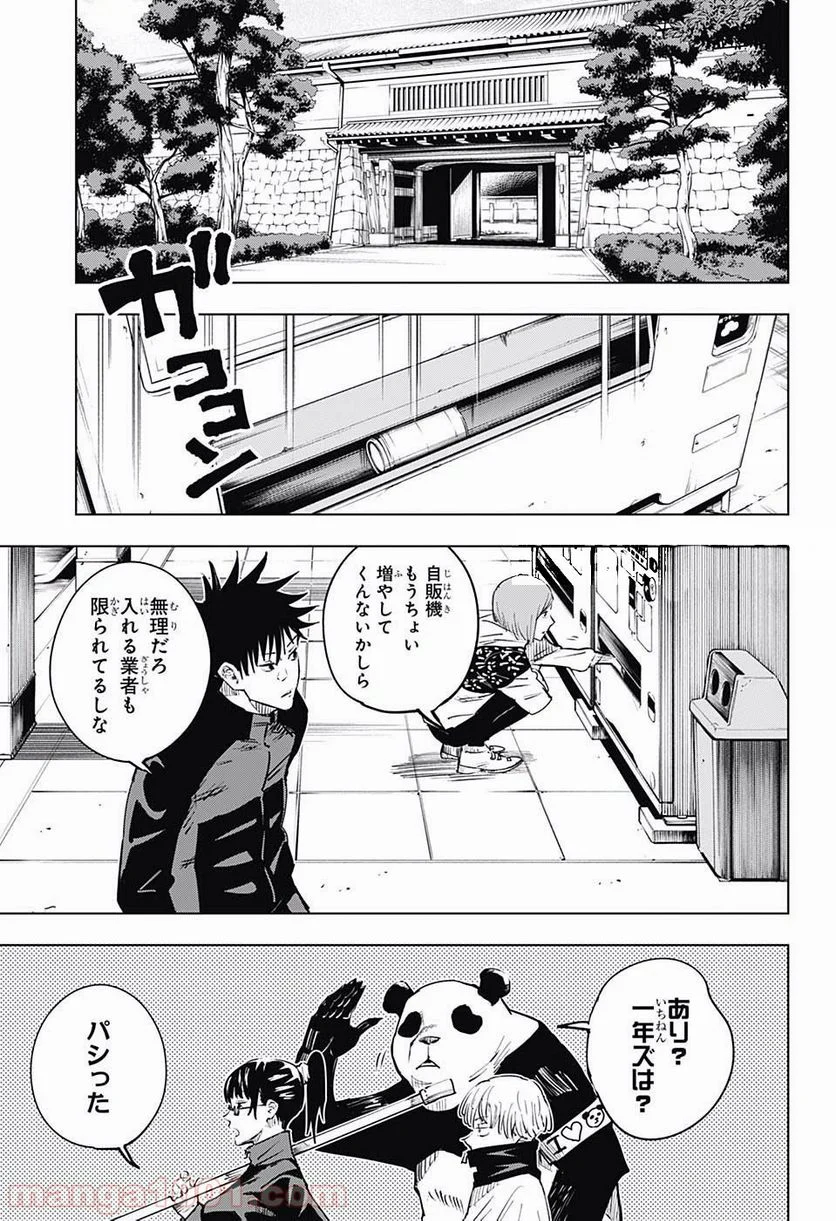 ガコココン
自販機
もうちょい
増やして
くんないかしら
無理だろ
入れる業者も
限られてるしな
あり？
一年ズは？
パシった
I♡
manga1001.com